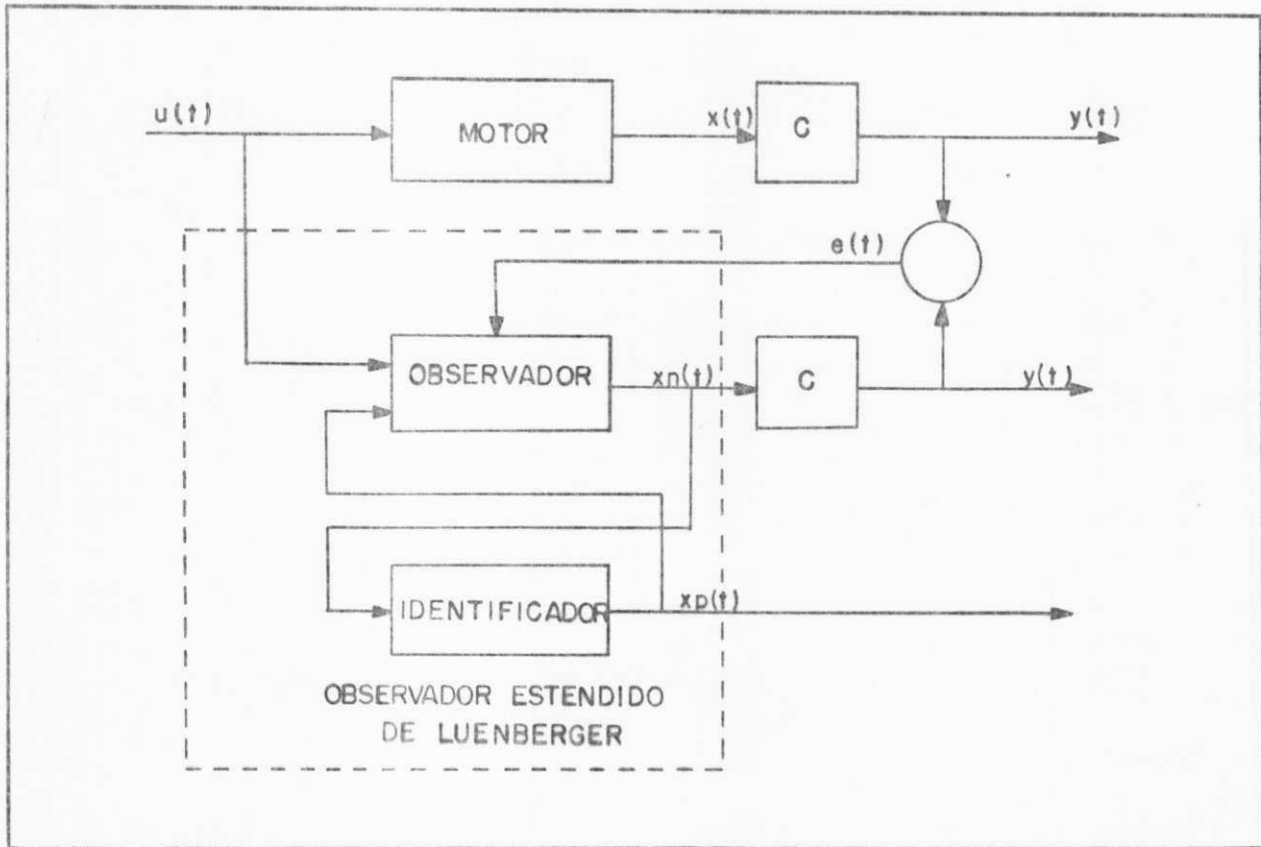 u(t)
MOTOR
x(t)
C
y(t)
e(t)
OBSERVADOR
xn(t)
C
y(t)
IDENTIFICADOR
xp(t)
OBSERVADOR ESTENDIDO
DE LUENBERGER